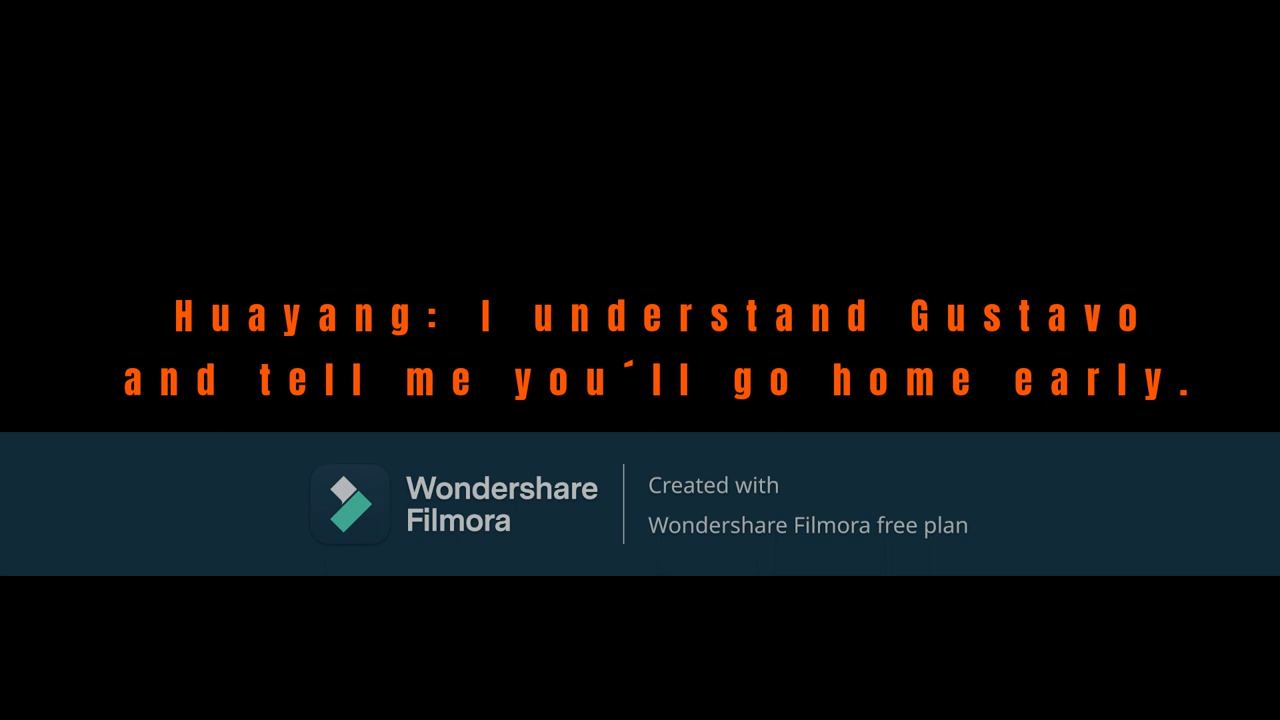 Huayang: I understand Gustavo
and tell me you´ll go home early.
Wondershare
Filmora
Created with
Wondershare Filmora free plan